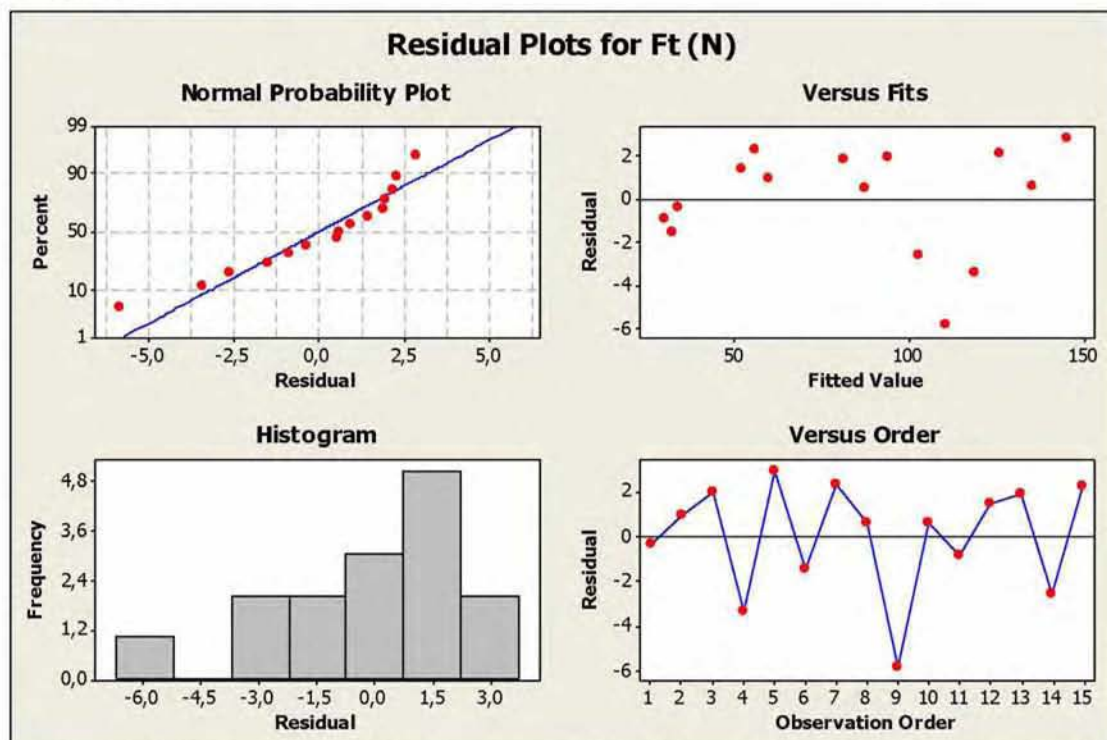 Residual Plots for Ft (N)
Normal Probability Plot
99
90
50
10
1
Percent
-5,0 -2,5 0,0 2,5 5,0
Residual
Versus Fits
2
0
-2
-4
-6
Residual
50 100 150
Fitted Value
Histogram
4,8
3,6
2,4
1,2
0,0
Frequency
-6,0 -4,5 -3,0 -1,5 0,0 1,5 3,0
Residual
Versus Order
2
0
-2
-4
-6
Residual
1 2 3 4 5 6 7 8 9 10 11 12 13 14 15
Observation Order